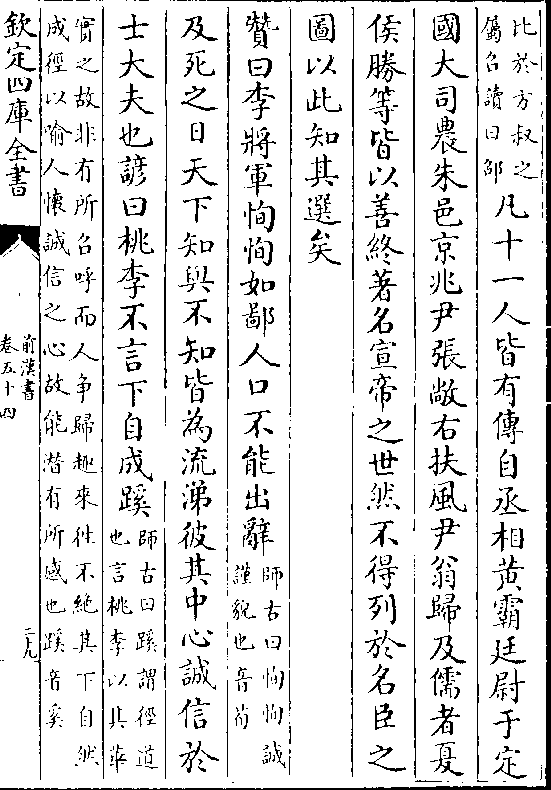 比於方叔之
屬名讀曰邵
凡十一人皆有傳自丞相黃霸廷尉于定
國大司農朱邑京兆尹張敞右扶風尹翁歸及儒者夏
侯勝等皆以善終著名宣帝之世然不得列於名臣之
圖以此知其選矣
贊曰李將軍恂恂如鄙人口不能出辭
師古曰恂恂誠
謹貌也音荀
及死之日天下知與不知皆為流涕彼其中心誠信於
士大夫也諺曰桃李不言下自成蹊
師古曰蹊謂徑道
也言桃李以其華
實之故非有所召呼而人争歸趣來往不絶其下自然
成徑以喻人懷誠信之心故能潛有所感也蹊音奚
欽定四庫全書
前漢書
卷五十四
二九